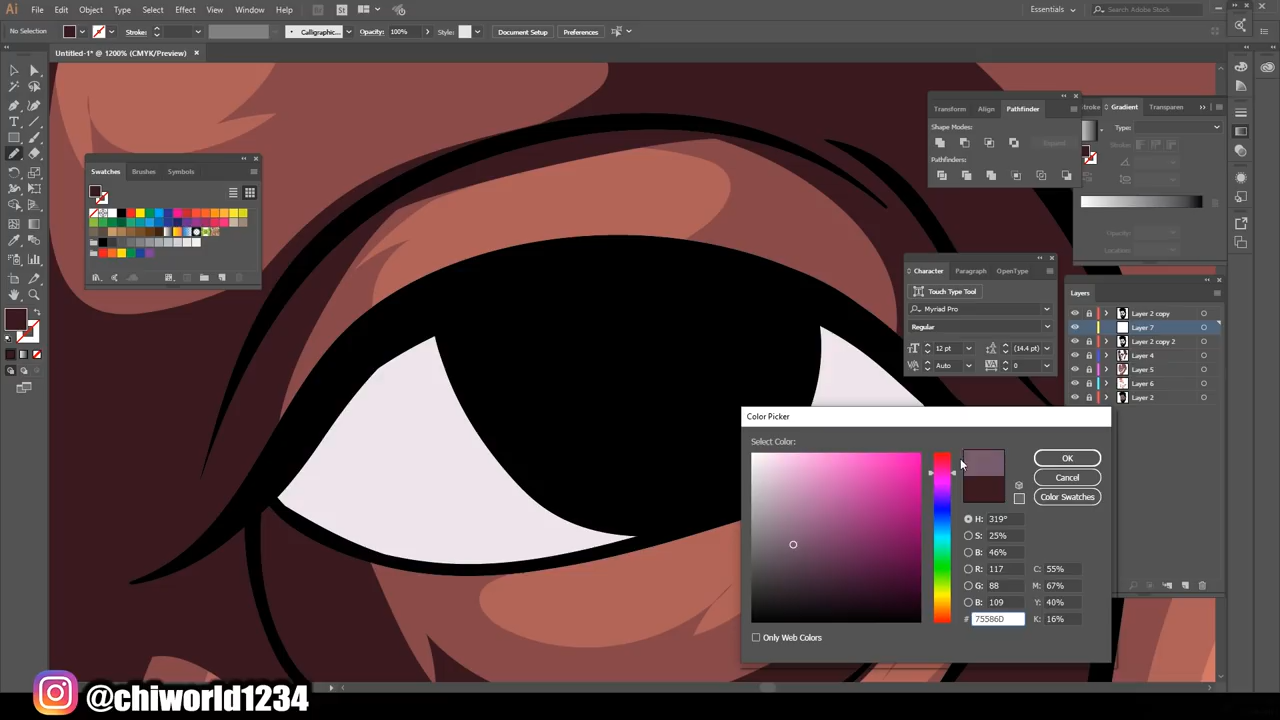 Ai File Edit Object Type Select Effect View Window Help Br St Essentials Search Adobe Stock
No Selection Stroke: Calligraphic... Opacity: 100% Style: Document Setup Preferences
Untitled-1* @ 1200% (CMYK/Preview) ×
Transform Align Pathfinder
Shape Modes:
Expand
Pathfinders:
Gradient Transparen
Type:
Stroke:
Opacity:
Location:
Swatches Brushes Symbols
Character Paragraph OpenType
Touch Type Tool
Myriad Pro
Regular
12 pt (14.4 pt)
Auto 0
Layers
Layer 2 copy
Layer 7
Layer 2 copy 2
Layer 4
Layer 5
Layer 6
Layer 2
Color Picker
Select Color:
OK
Cancel
Color Swatches
H: 319°
S: 25%
B: 46%
R: 117 C: 55%
G: 88 M: 67%
B: 109 Y: 40%
# 75586D K: 16%
Only Web Colors
@chiworld1234